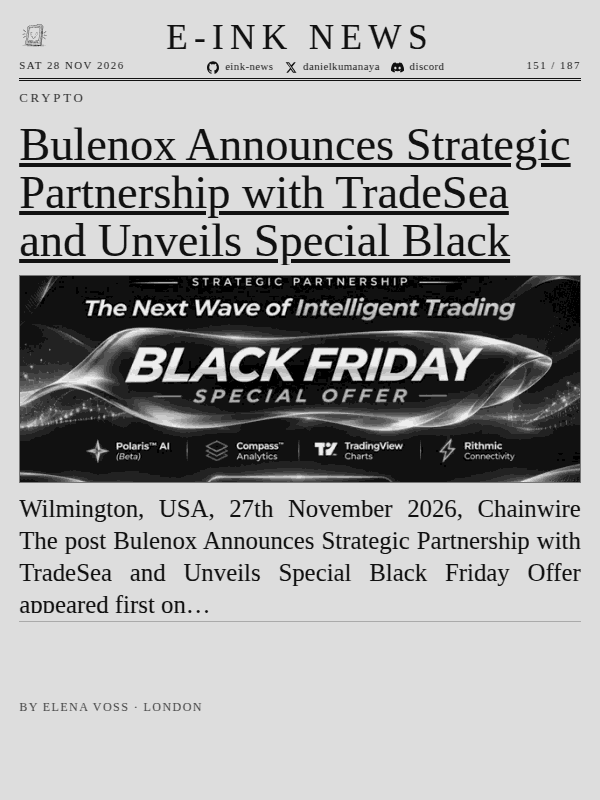 E-INK NEWS
SAT 28 NOV 2026
eink-news
danielkumanaya
discord
151 / 187
CRYPTO
Bulenox Announces Strategic
Partnership with TradeSea
and Unveils Special Black
STRATEGIC PARTNERSHIP
The Next Wave of Intelligent Trading
BLACK FRIDAY
SPECIAL OFFER
Polaris™ AI
(Beta)
Compass™
Analytics
TradingView
Charts
Rithmic
Connectivity
Wilmington, USA, 27th November 2026, Chainwire
The post Bulenox Announces Strategic Partnership with
TradeSea and Unveils Special Black Friday Offer
appeared first on…
BY ELENA VOSS · LONDON